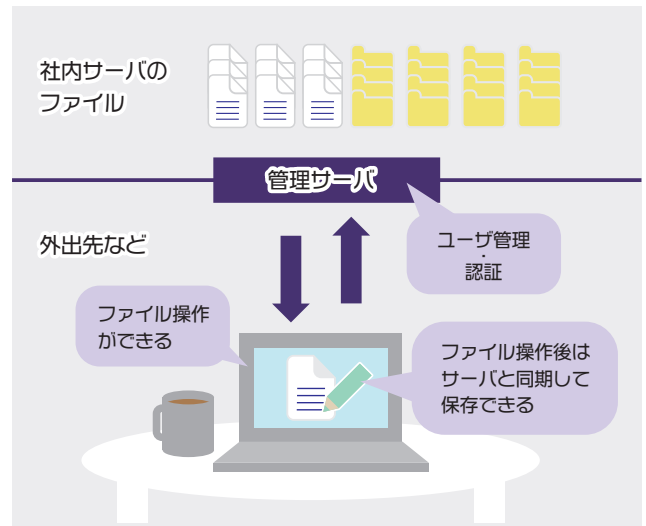 社内サーバの
ファイル
管理サーバ
外出先など
ユーザ管理
・
認証
ファイル操作
ができる
ファイル操作後は
サーバと同期して
保存できる